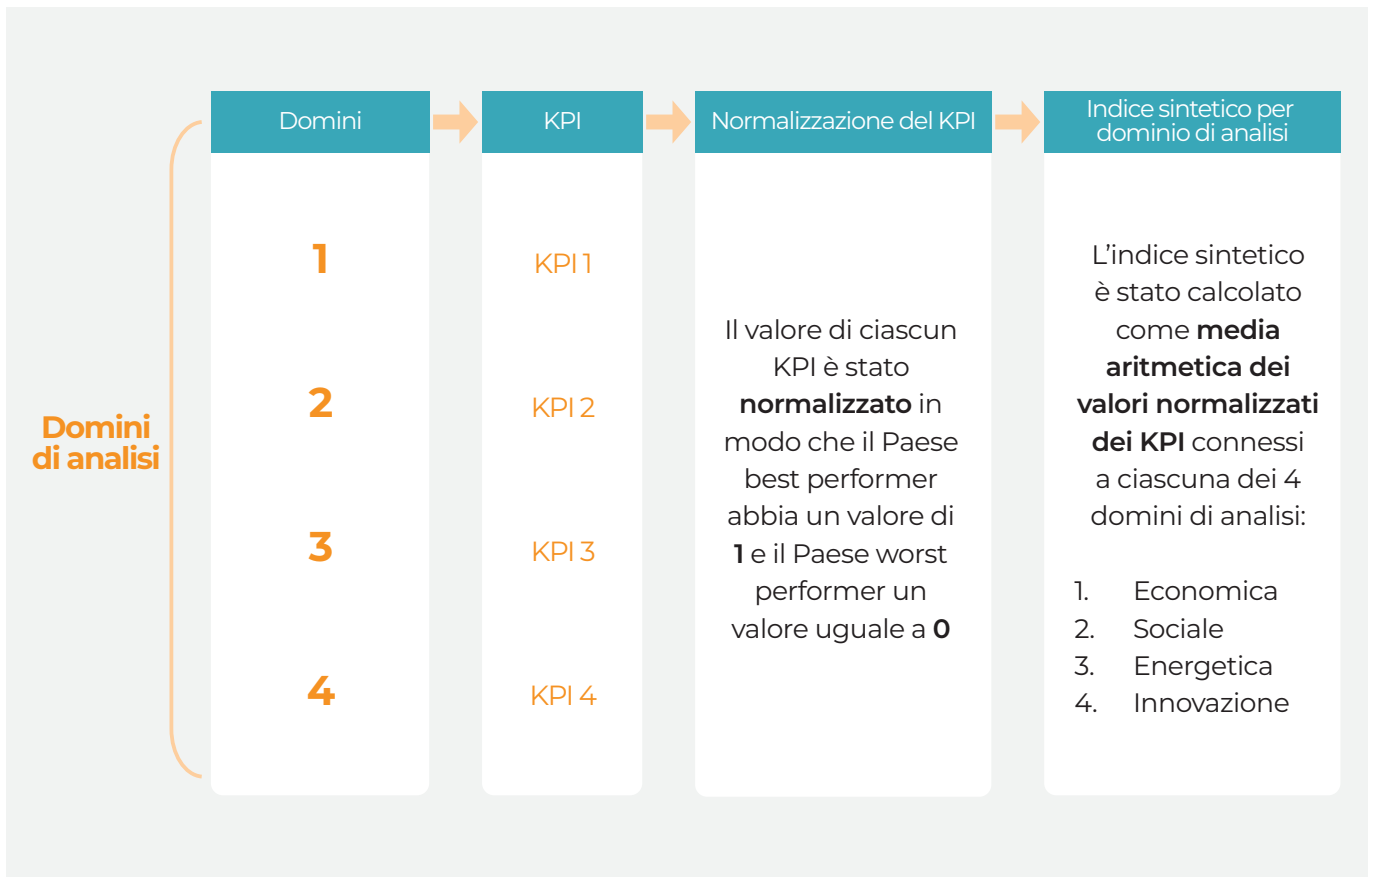 Domini
di analisi
Domini
1
2
3
4
KPI
KPI 1
KPI 2
KPI 3
KPI 4
Normalizzazione del KPI
Il valore di ciascun
KPI è stato
normalizzato in
modo che il Paese
best performer
abbia un valore di
1 e il Paese worst
performer un
valore uguale a 0
Indice sintetico per
dominio di analisi
L’indice sintetico
è stato calcolato
come media
aritmetica dei
valori normalizzati
dei KPI connessi
a ciascuna dei 4
domini di analisi:
1. Economica
2. Sociale
3. Energetica
4. Innovazione